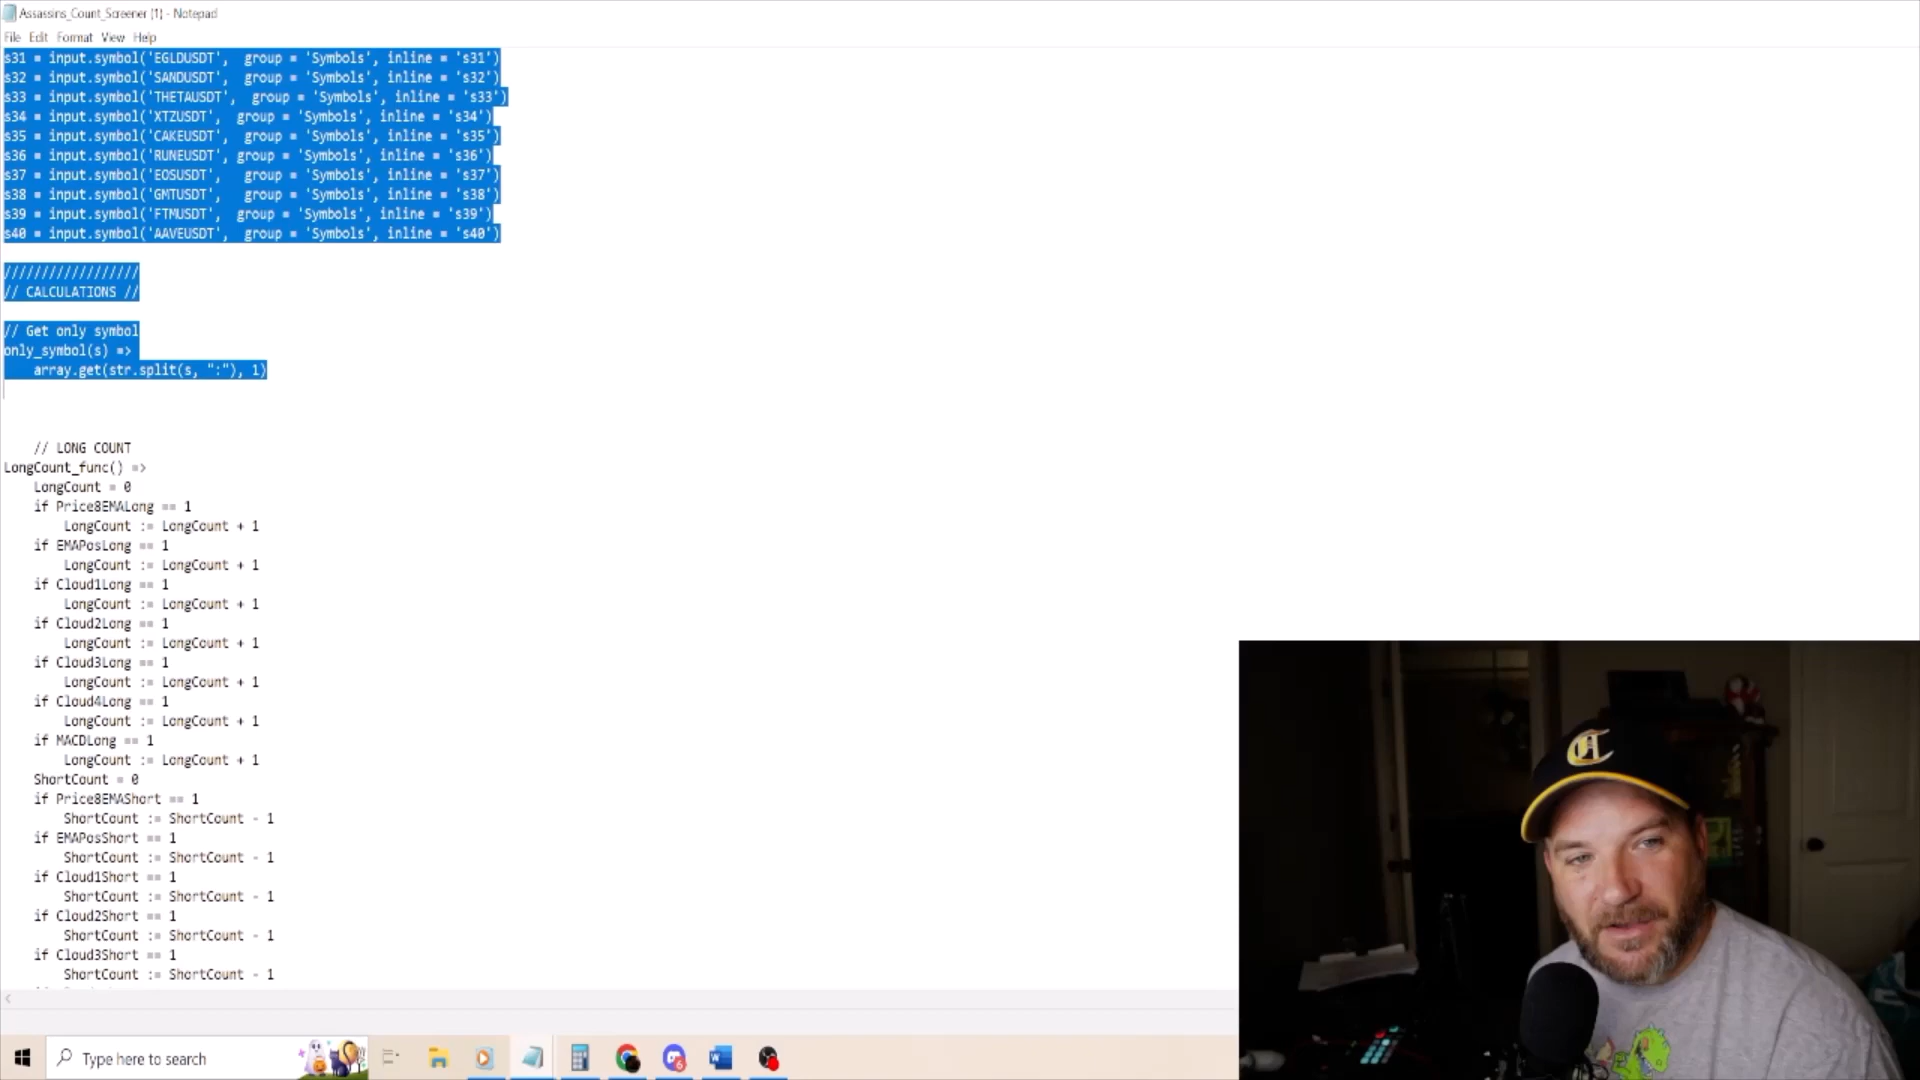 Assassins_Count_Screener (1) - Notepad
File Edit Format View Help
s31 = input.symbol('EGLDUSDT',  group = 'Symbols', inline = 's31')
s32 = input.symbol('SANDUSDT',  group = 'Symbols', inline = 's32')
s33 = input.symbol('THETAUSDT',  group = 'Symbols', inline = 's33')
s34 = input.symbol('XTZUSDT',  group = 'Symbols', inline = 's34')
s35 = input.symbol('CAKEUSDT',  group = 'Symbols', inline = 's35')
s36 = input.symbol('RUNEUSDT', group = 'Symbols', inline = 's36')
s37 = input.symbol('EOSUSDT',   group = 'Symbols', inline = 's37')
s38 = input.symbol('GMTUSDT',   group = 'Symbols', inline = 's38')
s39 = input.symbol('FTMUSDT',  group = 'Symbols', inline = 's39')
s40 = input.symbol('AAVEUSDT',  group = 'Symbols', inline = 's40')
//////////////////
// CALCULATIONS //
// Get only symbol
only_symbol(s) =>
array.get(str.split(s, ":"), 1)
// LONG COUNT
LongCount_func() =>
LongCount = 0
if Price8EMALong == 1
LongCount := LongCount + 1
if EMAPosLong == 1
LongCount := LongCount + 1
if Cloud1Long == 1
LongCount := LongCount + 1
if Cloud2Long == 1
LongCount := LongCount + 1
if Cloud3Long == 1
LongCount := LongCount + 1
if Cloud4Long == 1
LongCount := LongCount + 1
if MACDLong == 1
LongCount := LongCount + 1
ShortCount = 0
if Price8EMAShort == 1
ShortCount := ShortCount - 1
if EMAPosShort == 1
ShortCount := ShortCount - 1
if Cloud1Short == 1
ShortCount := ShortCount - 1
if Cloud2Short == 1
ShortCount := ShortCount - 1
if Cloud3Short == 1
ShortCount := ShortCount - 1
C
Type here to search